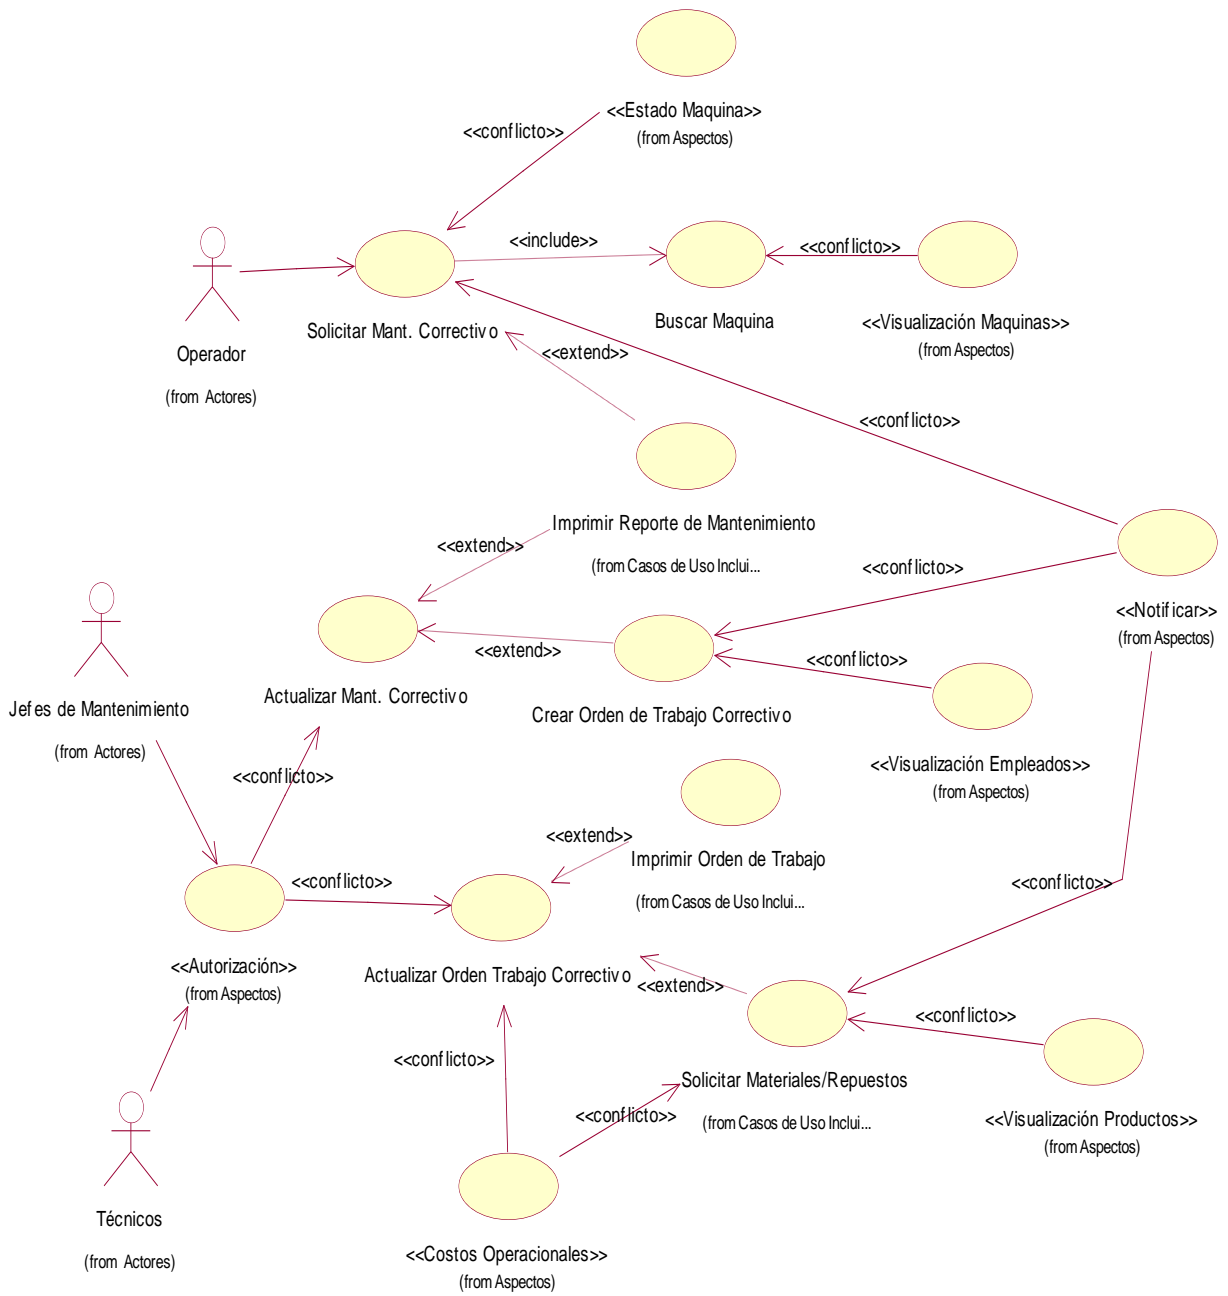 <<Estado Maquina>>
(from Aspectos)
<<conflicto>>
<<include>>
<<conflicto>>
Solicitar Mant. Correctivo
Buscar Maquina
<<Visualización Maquinas>>
(from Aspectos)
Operador
(from Actores)
<<extend>>
<<conflicto>>
Imprimir Reporte de Mantenimiento
(from Casos de Uso Inclui...
<<extend>>
<<conflicto>>
<<Notificar>>
(from Aspectos)
<<extend>>
<<conflicto>>
Jefes de Mantenimiento
(from Actores)
Actualizar Mant. Correctivo
Crear Orden de Trabajo Correctivo
<<Visualización Empleados>>
(from Aspectos)
<<conflicto>>
<<extend>>
Imprimir Orden de Trabajo
(from Casos de Uso Inclui...
<<conflicto>>
<<conflicto>>
<<Autorización>>
(from Aspectos)
Actualizar Orden Trabajo Correctivo
<<extend>>
<<conflicto>>
<<conflicto>>
Solicitar Materiales/Repuestos
(from Casos de Uso Inclui...
<<conflicto>>
<<Visualización Productos>>
(from Aspectos)
Técnicos
(from Actores)
<<Costos Operacionales>>
(from Aspectos)